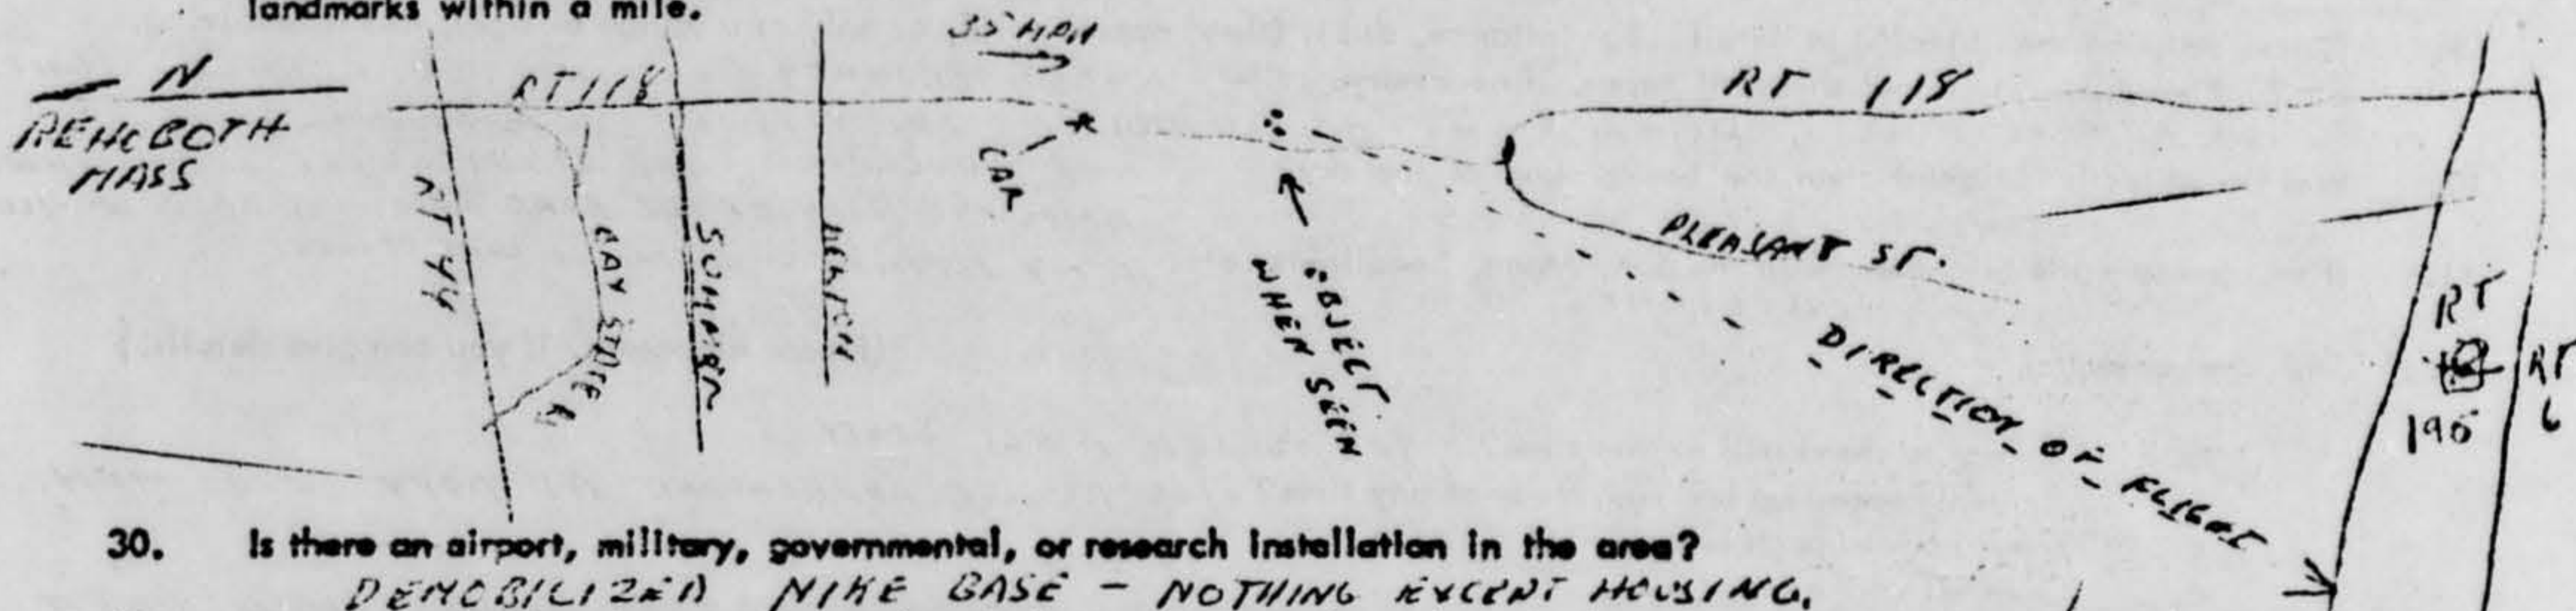 landmarks within a mile.
35 MPH
N
REHOBOTH
MASS
RT 118
RT 118
CAR
RT 44
BAY STATE
SUMMER
PLEASANT ST.
OBJECT
WHEN SEEN
DIRECTION OF FLIGHT
RT
195
RT
6
30. Is there an airport, military, governmental, or research installation in the area?
DEMOBILIZED NIKE BASE - NOTHING EXCEPT HOUSING.